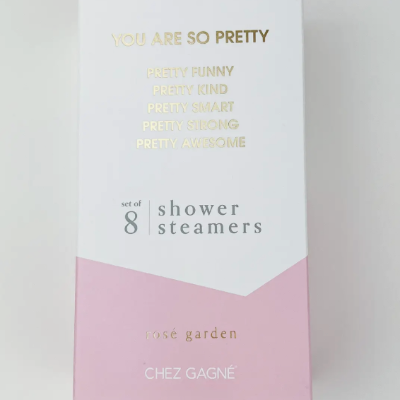 YOU ARE SO PRETTY
PRETTY FUNNY
PRETTY KIND
PRETTY SMART
PRETTY STRONG
PRETTY AWESOME
set of
8 | shower
steamers
rosé garden
CHEZ GAGNÉ